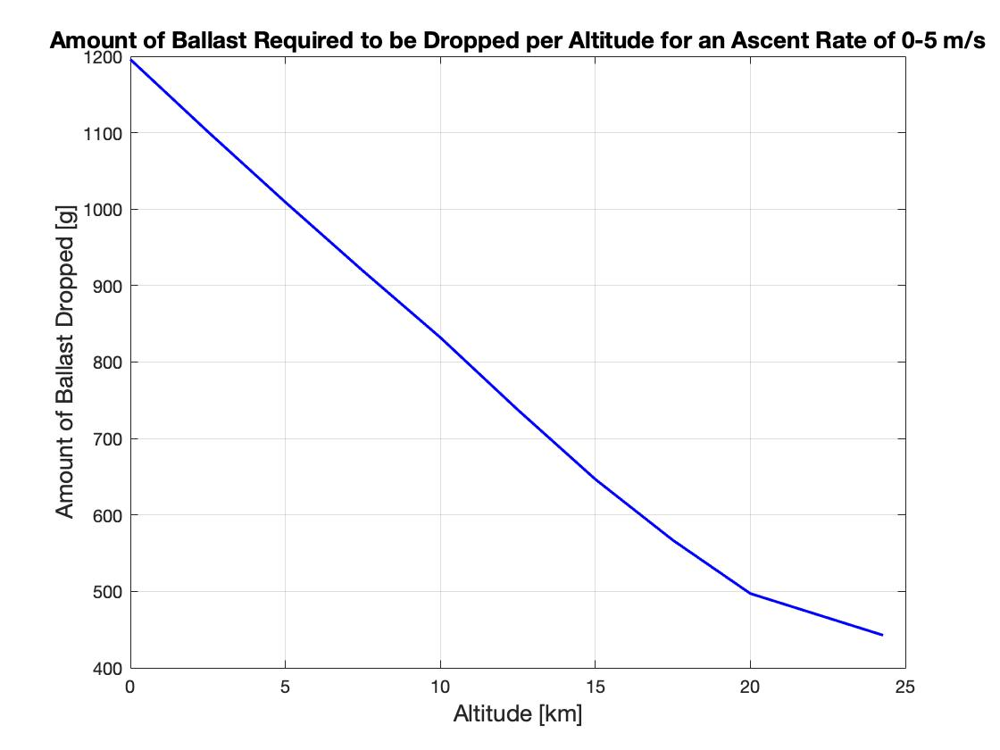 Amount of Ballast Required to be Dropped per Altitude for an Ascent Rate of 0-5 m/s
1200
1100
1000
900
800
700
600
500
400
Amount of Ballast Dropped [g]
0 5 10 15 20 25
Altitude [km]